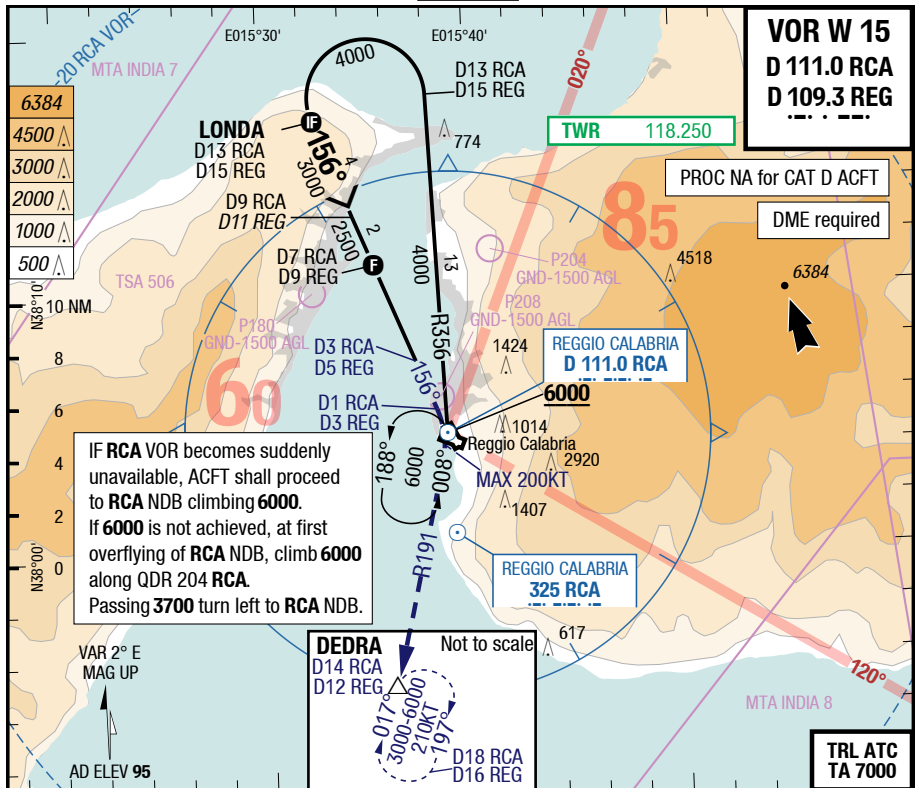 E015°30'
E015°40'
20 RCA VOR
MTA INDIA 7
VOR W 15
D 111.0 RCA
D 109.3 REG
4000
D13 RCA
D15 REG
020°
6384
4500
3000
2000
1000
500
LONDA
D13 RCA
D15 REG
IF
156°
4
3000
774
TWR 118.250
PROC NA for CAT D ACFT
DME required
D9 RCA
D11 REG
2
2500
D7 RCA
D9 REG
F
13
4000
R356
85
4518
6384
TSA 506
P204
GND-1500 AGL
P208
GND-1500 AGL
P180
GND-1500 AGL
N38°10'
10 NM
8
6
4
2
0
N38°00'
60
D3 RCA
D5 REG
156°
D1 RCA
D3 REG
1424
REGGIO CALABRIA
D 111.0 RCA
6000
1014
Reggio Calabria
2920
MAX 200KT
1407
188°
6000
008°
R191
IF RCA VOR becomes suddenly
unavailable, ACFT shall proceed
to RCA NDB climbing 6000.
If 6000 is not achieved, at first
overflying of RCA NDB, climb 6000
along QDR 204 RCA.
Passing 3700 turn left to RCA NDB.
REGGIO CALABRIA
325 RCA
617
120°
MTA INDIA 8
VAR 2° E
MAG UP
AD ELEV 95
DEDRA
Not to scale
D14 RCA
D12 REG
017°
3000-6000
210KT
197°
D18 RCA
D16 REG
TRL ATC
TA 7000